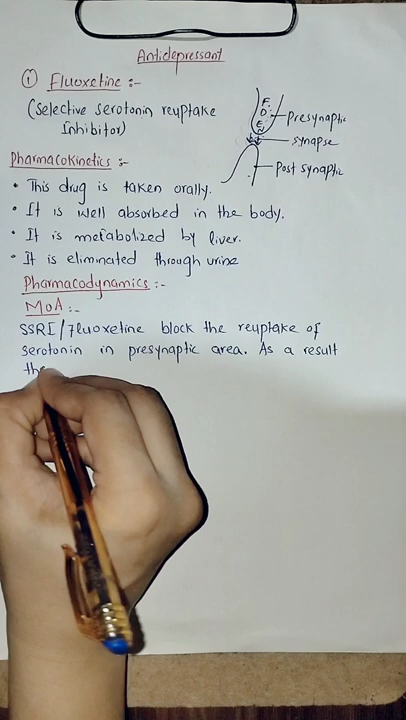 Antidepressant
① Fluoxetine :-
(Selective Serotonin reuptake
Inhibitor)
Presynaptic
synapse
Post synaptic
Pharmacokinetics :-
• This drug is taken orally.
• It is well absorbed in the body.
• It is metabolized by liver.
• It is eliminated through urine
Pharmacodynamics :-
MoA :-
SSRI/Fluoxetine block the reuptake of
serotonin in presynaptic area. As a result
the